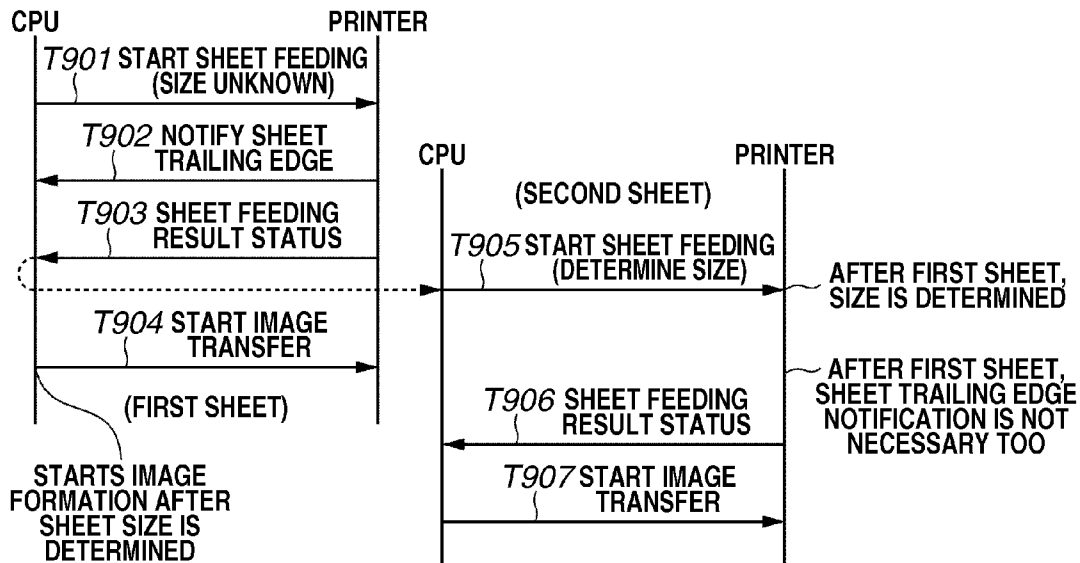 CPU PRINTER
T901 START SHEET FEEDING
(SIZE UNKNOWN)
T902 NOTIFY SHEET
TRAILING EDGE
T903 SHEET FEEDING
RESULT STATUS
T904 START IMAGE
TRANSFER
(FIRST SHEET)
STARTS IMAGE
FORMATION AFTER
SHEET SIZE IS
DETERMINED
CPU PRINTER
(SECOND SHEET)
T905 START SHEET FEEDING
(DETERMINE SIZE)
AFTER FIRST SHEET,
SIZE IS DETERMINED
AFTER FIRST SHEET,
SHEET TRAILING EDGE
NOTIFICATION IS NOT
NECESSARY TOO
T906 SHEET FEEDING
RESULT STATUS
T907 START IMAGE
TRANSFER